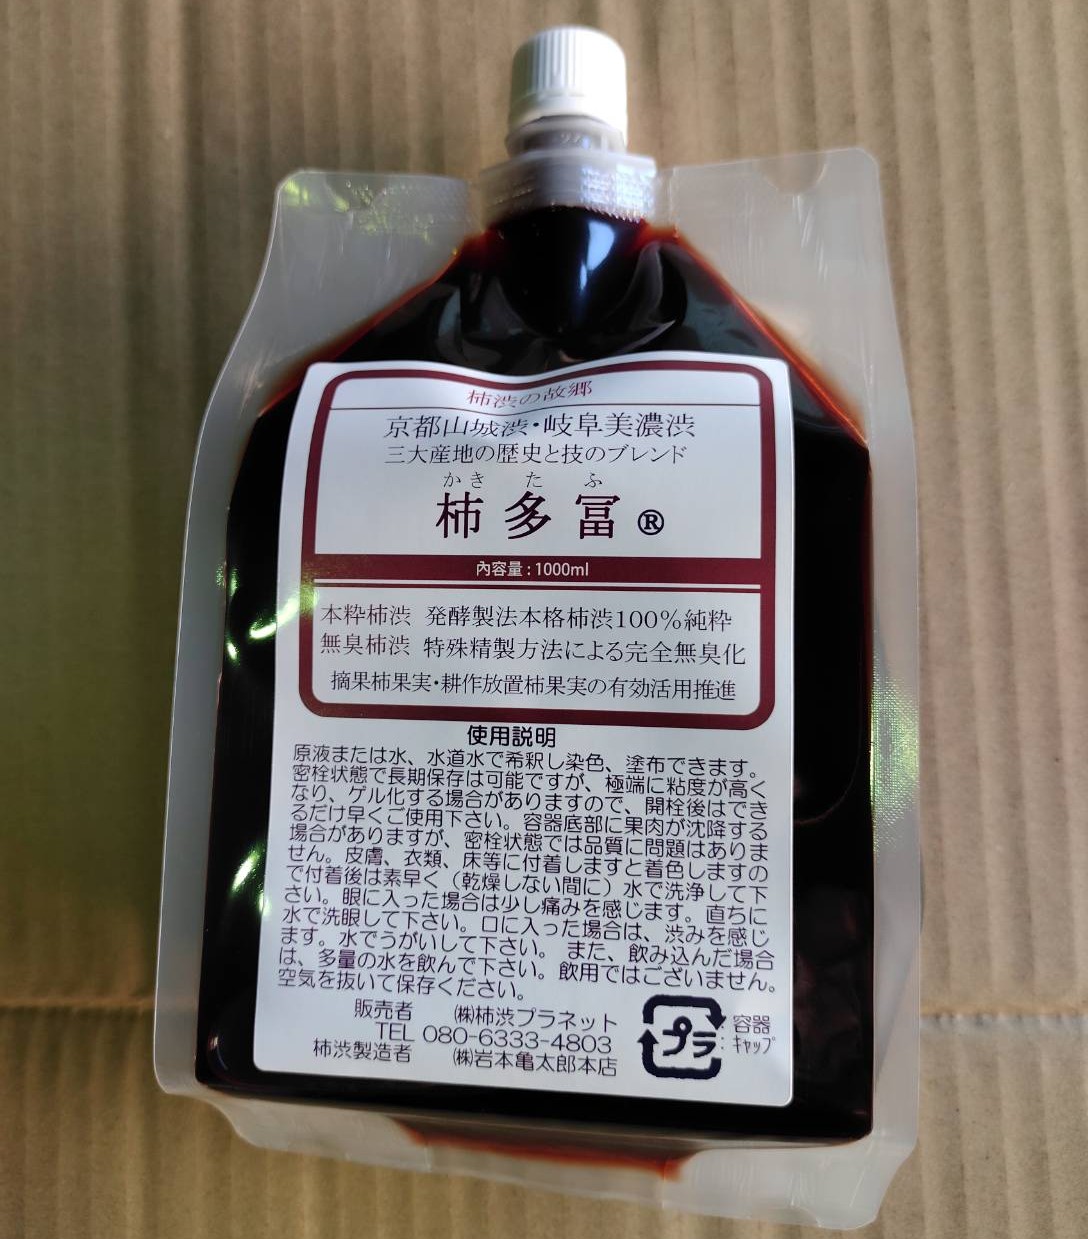 柿渋の故郷
京都山城渋・岐阜美濃渋
三大産地の歴史と技のブレンド
かき た ふ
柿多冨®
内容量:1000ml
本粋柿渋 発酵製法本格柿渋100%純粋
無臭柿渋 特殊精製方法による完全無臭化
摘果柿果実・耕作放置柿果実の有効活用推進
使用説明
原液または水、水道水で希釈し染色、塗布できます。
密栓状態で長期保存は可能ですが、極端に粘度が高く
なり、ゲル化する場合がありますので、開栓後はでき
るだけ早くご使用下さい。容器底部に果肉が沈降する
場合がありますが、密栓状態では品質に問題はありま
せん。皮膚、衣類、床等に付着しますと着色しますの
で付着後は素早く(乾燥しない間に)水で洗浄して下
さい。眼に入った場合は少し痛みを感じます。直ちに
水で洗眼して下さい。口に入った場合は、渋みを感じ
ます。水でうがいして下さい。 また、飲み込んだ場合
は、多量の水を飲んで下さい。飲用ではございません。
空気を抜いて保存ください。
販売者 ㈱柿渋プラネット
TEL 080-6333-4803
柿渋製造者 ㈱岩本亀太郎本店
プラ
容器
キャップ